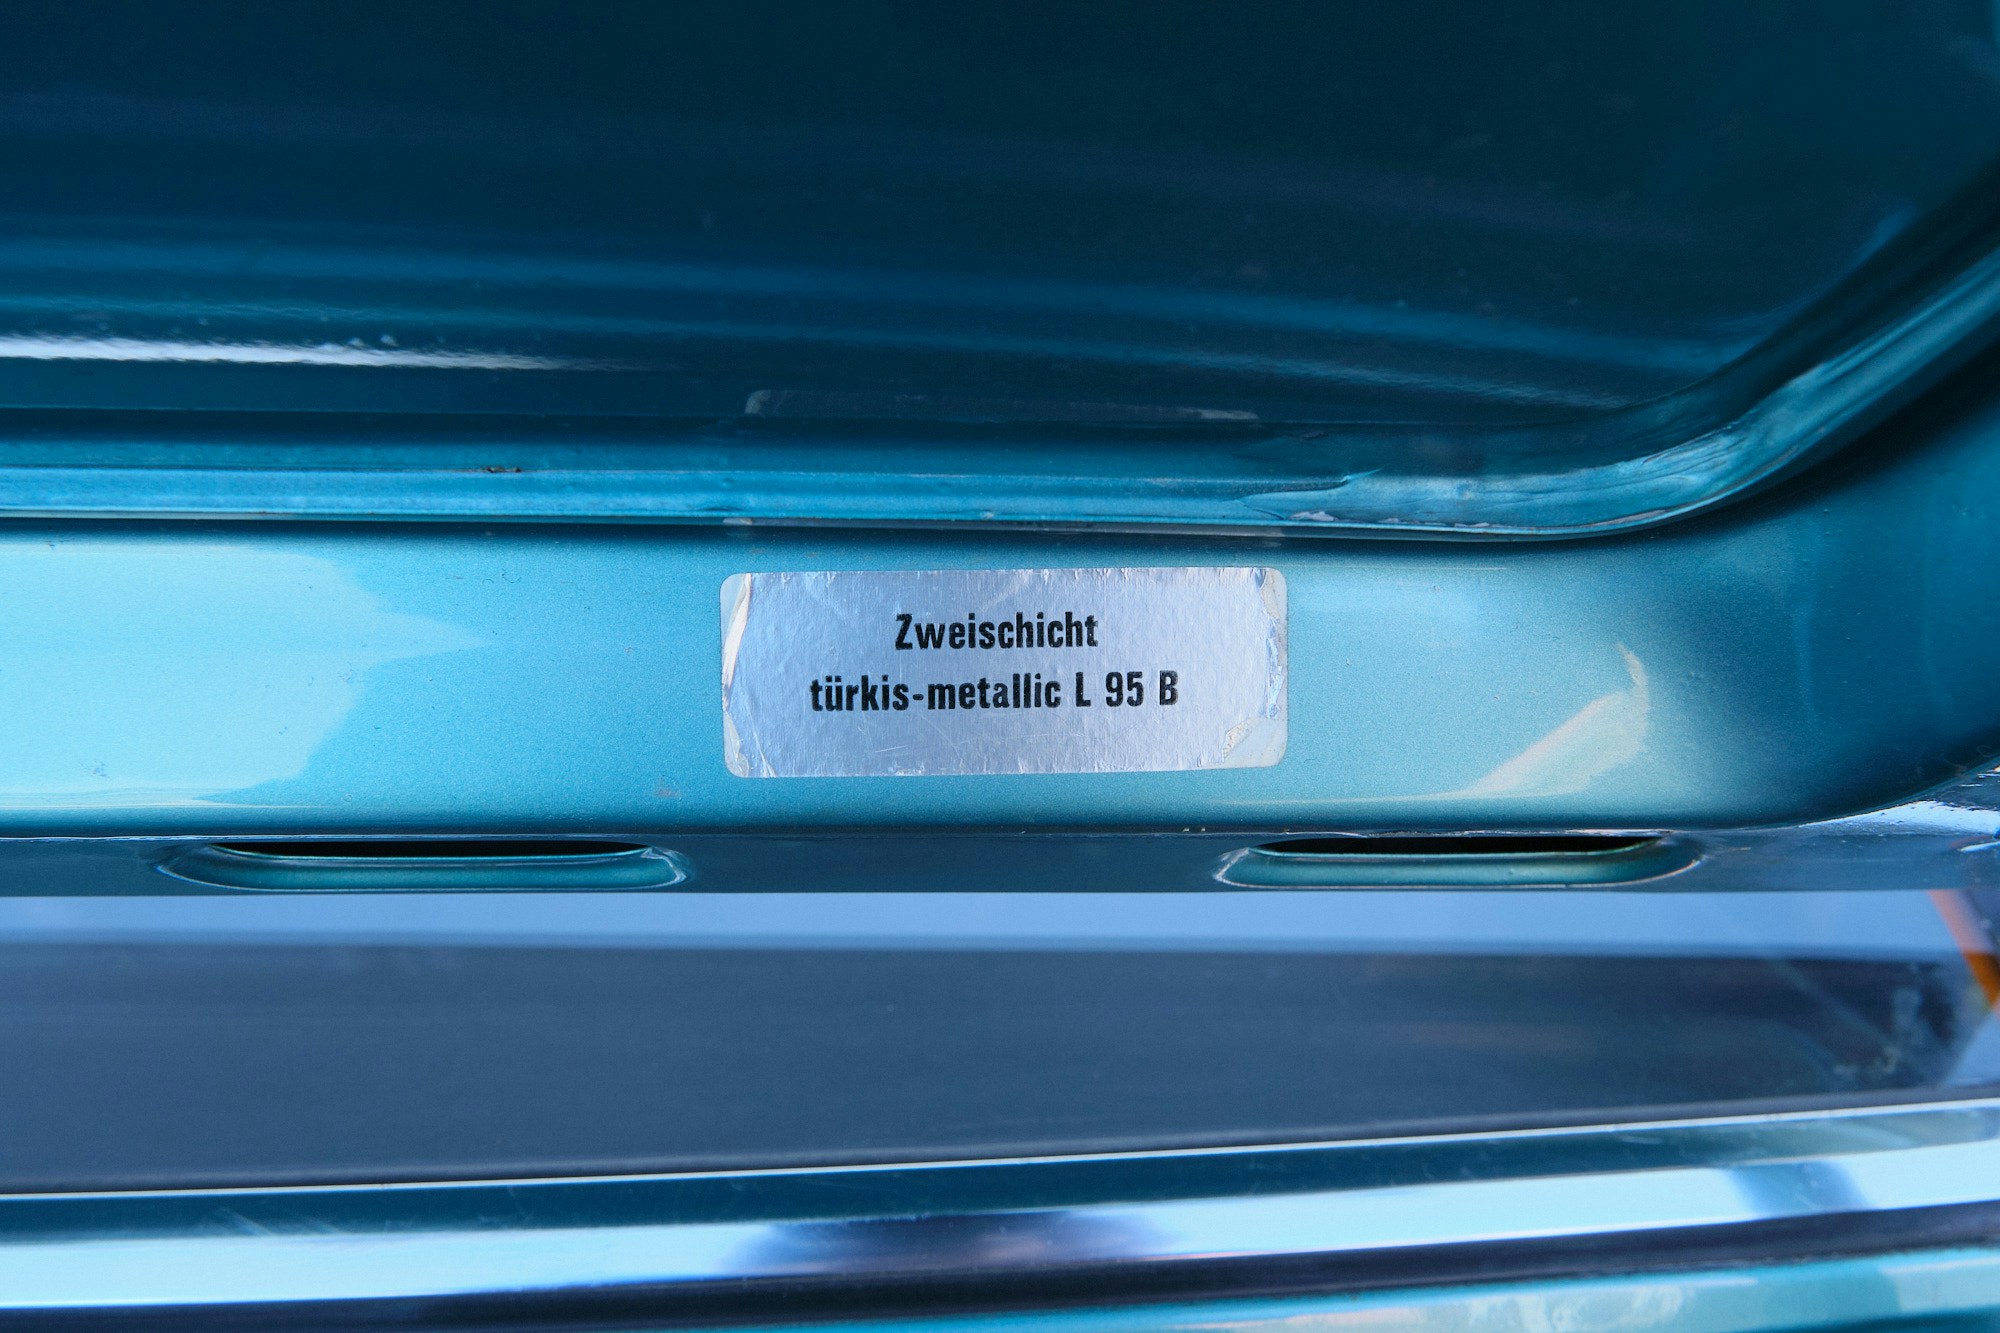 Zweischicht
türkis-metallic L 95 B